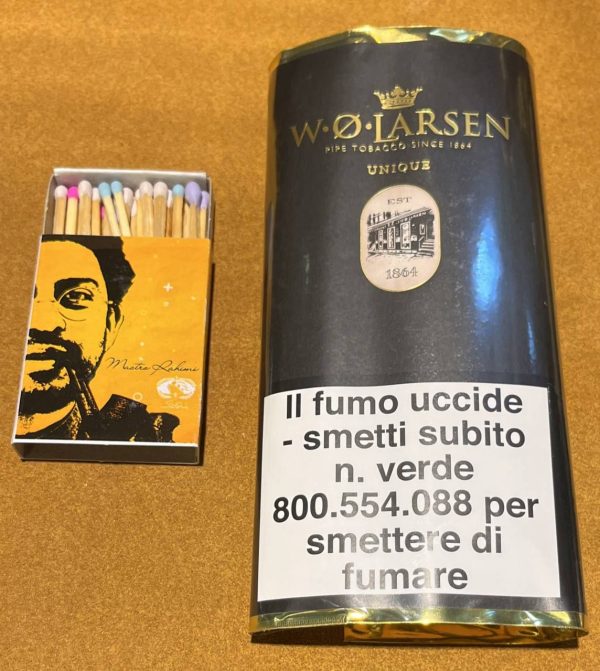 W·Ø·LARSEN
PIPE TOBACCO SINCE 1864
UNIQUE
EST
1864
Mastro Rahimi
Il fumo uccide
- smetti subito
n. verde
800.554.088 per
smettere di
fumare